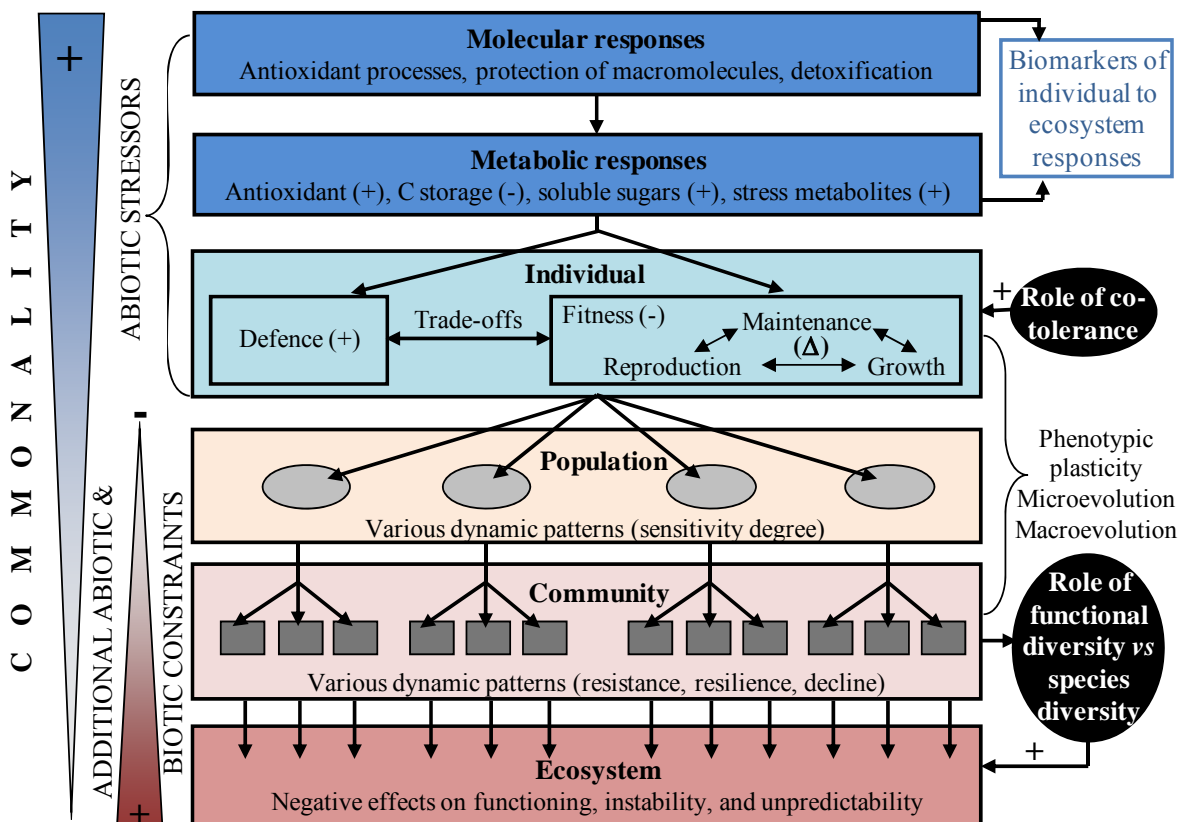 +
COMMONALITY
ABIOTIC STRESSORS
Molecular responses
Antioxidant processes, protection of macromolecules, detoxification
Biomarkers of
individual to
ecosystem
responses
Metabolic responses
Antioxidant (+), C storage (-), soluble sugars (+), stress metabolites (+)
Individual
Defence (+)
Trade-offs
Fitness (-)
Maintenance
(Δ)
Reproduction
Growth
+
Role of co-
tolerance
-
ADDITIONAL ABIOTIC &
BIOTIC CONSTRAINTS
+
Population
Various dynamic patterns (sensitivity degree)
Phenotypic
plasticity
Microevolution
Macroevolution
Community
Various dynamic patterns (resistance, resilience, decline)
Role of
functional
diversity vs
species
diversity
+
Ecosystem
Negative effects on functioning, instability, and unpredictability